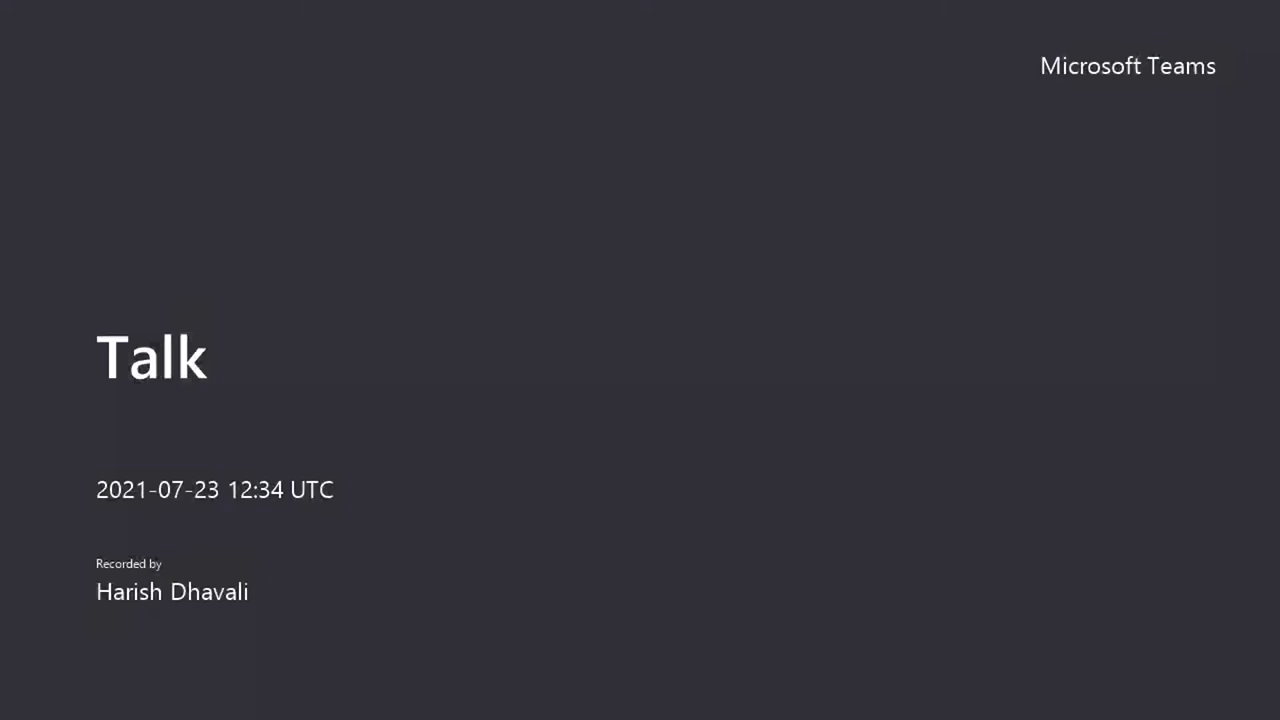 Microsoft Teams
Talk
2021-07-23 12:34 UTC
Recorded by
Harish Dhavali